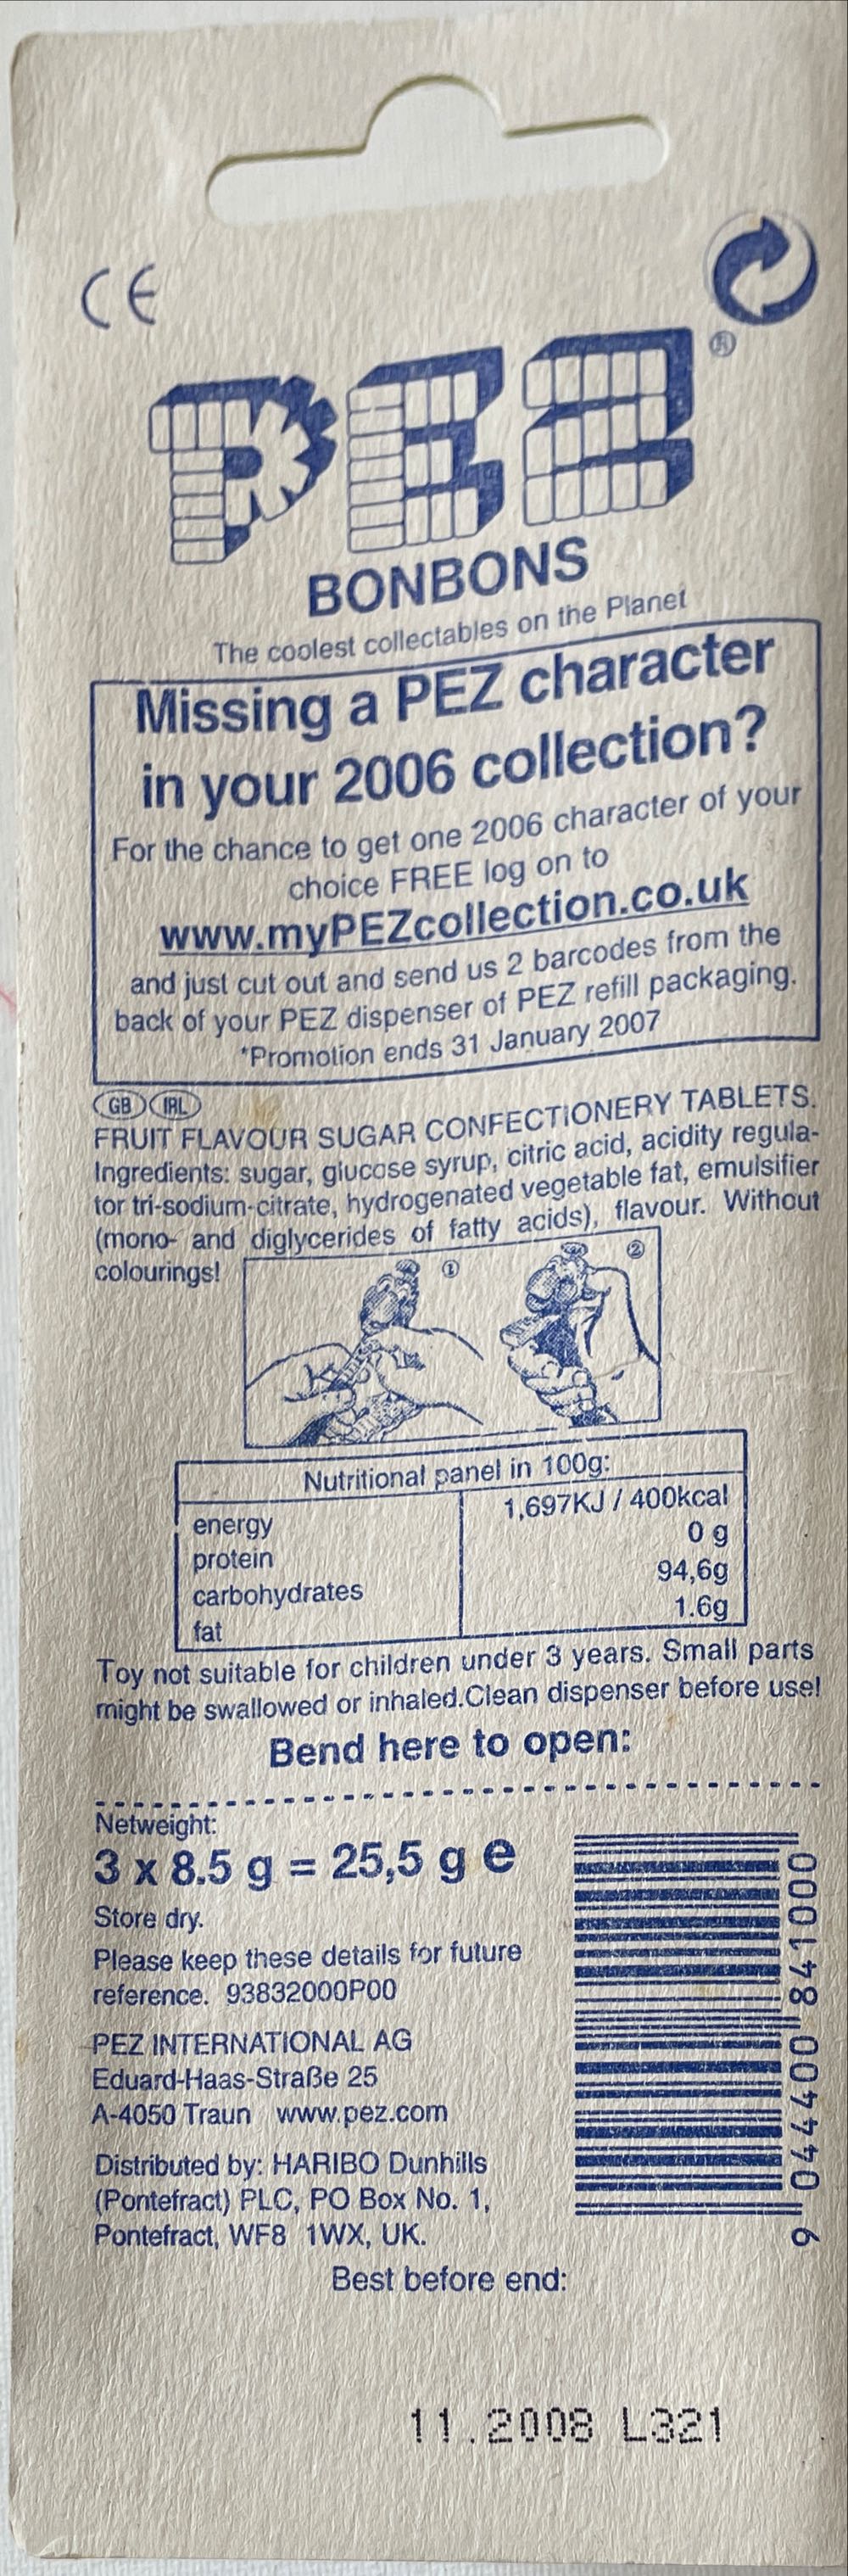 CE
PEZ®
BONBONS
The coolest collectables on the Planet
Missing a PEZ character
in your 2006 collection?
For the chance to get one 2006 character of your
choice FREE log on to
www.myPEZcollection.co.uk
and just cut out and send us 2 barcodes from the
back of your PEZ dispenser of PEZ refill packaging.
*Promotion ends 31 January 2007
GB IRL
FRUIT FLAVOUR SUGAR CONFECTIONERY TABLETS.
Ingredients: sugar, glucose syrup, citric acid, acidity regula-
tor tri-sodium-citrate, hydrogenated vegetable fat, emulsifier
(mono- and diglycerides of fatty acids), flavour. Without
colourings!
1 2
Nutritional panel in 100g:
energy 1,697KJ / 400kcal
protein 0 g
carbohydrates 94,6g
fat 1.6g
Toy not suitable for children under 3 years. Small parts
might be swallowed or inhaled.Clean dispenser before use!
Bend here to open:
Netweight:
3 x 8.5 g = 25,5 g e
Store dry.
Please keep these details for future
reference. 93832000P00
PEZ INTERNATIONAL AG
Eduard-Haas-Straße 25
A-4050 Traun www.pez.com
Distributed by: HARIBO Dunhills
(Pontefract) PLC, PO Box No. 1,
Pontefract, WF8 1WX, UK.
9 044400 841000
Best before end:
11.2008 L321